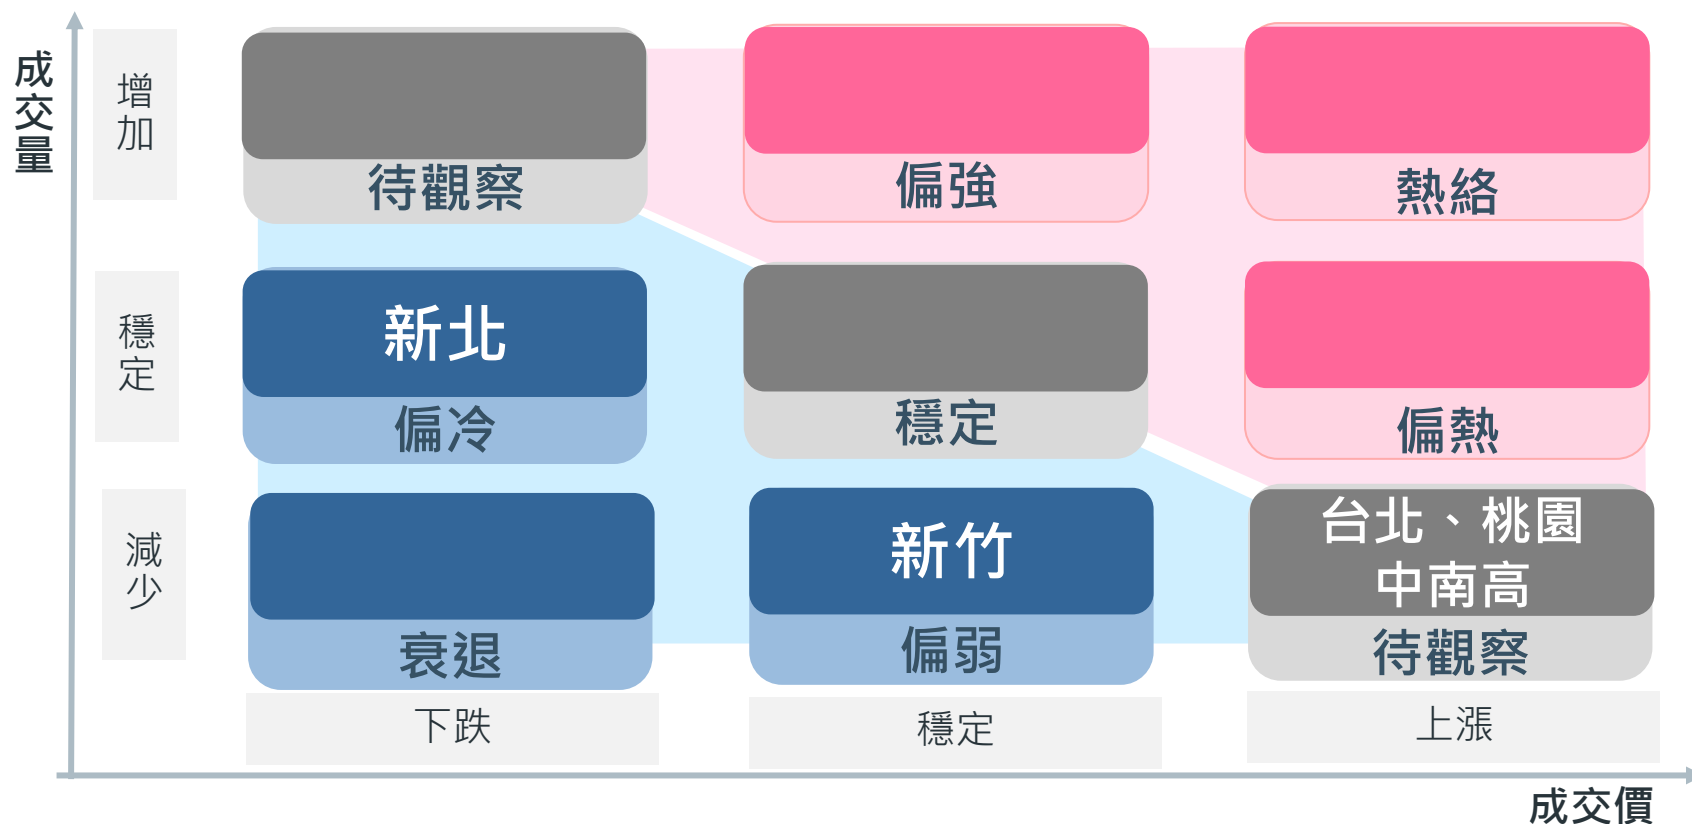 成交量
增加
待觀察
偏強
熱絡
穩定
新北
偏冷
穩定
偏熱
減少
衰退
新竹
偏弱
台北、桃園
中南高
待觀察
下跌
穩定
上漲
成交價